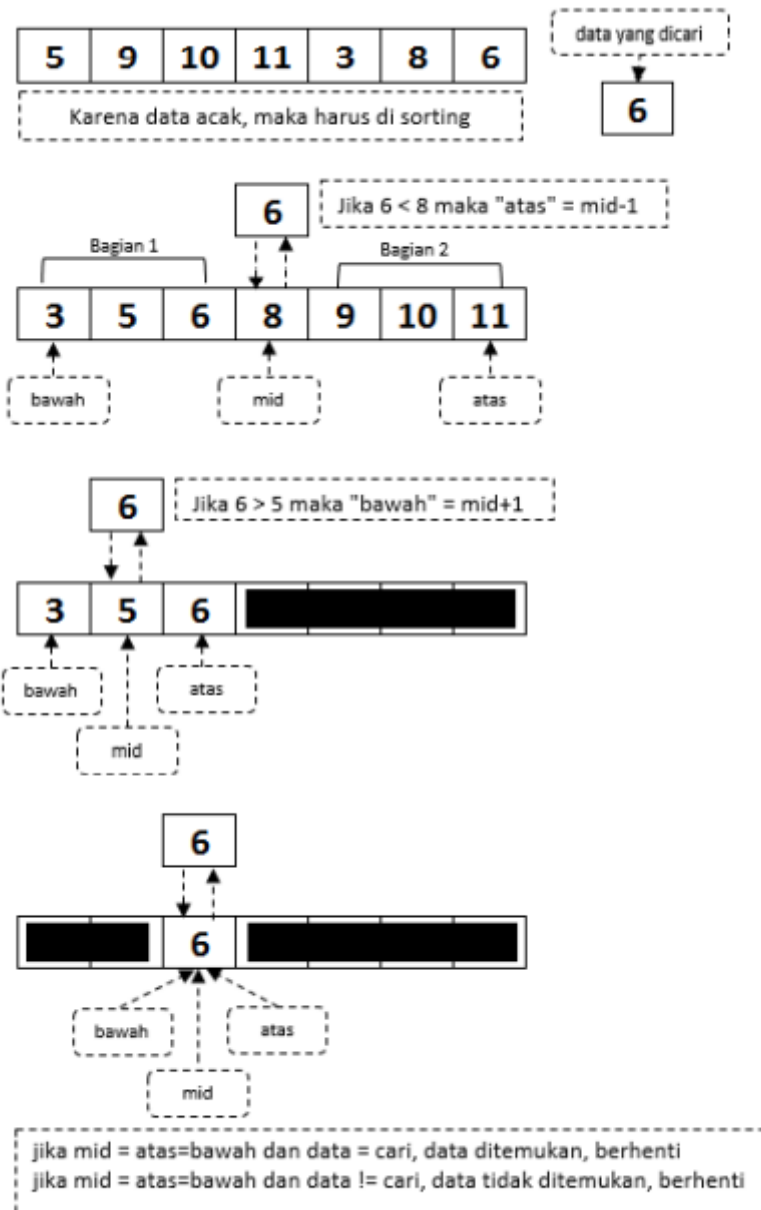 5 9 10 11 3 8 6
data yang dicari
Karena data acak, maka harus di sorting
6
6
Jika 6 < 8 maka "atas" = mid-1
Bagian 1
Bagian 2
3 5 6 8 9 10 11
bawah
mid
atas
6
Jika 6 > 5 maka "bawah" = mid+1
3 5 6
bawah
atas
mid
6
6
bawah
atas
mid
jika mid = atas=bawah dan data = cari, data ditemukan, berhenti
jika mid = atas=bawah dan data != cari, data tidak ditemukan, berhenti